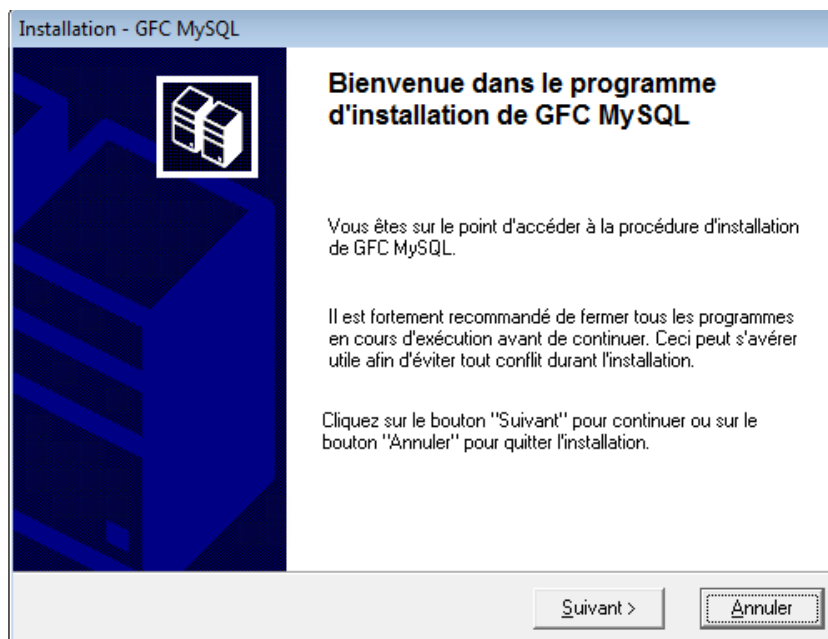 Installation - GFC MySQL
Bienvenue dans le programme
d'installation de GFC MySQL
Vous êtes sur le point d'accéder à la procédure d'installation
de GFC MySQL.
Il est fortement recommandé de fermer tous les programmes
en cours d'exécution avant de continuer. Ceci peut s'avérer
utile afin d'éviter tout conflit durant l'installation.
Cliquez sur le bouton "Suivant" pour continuer ou sur le
bouton "Annuler" pour quitter l'installation.
Suivant > Annuler